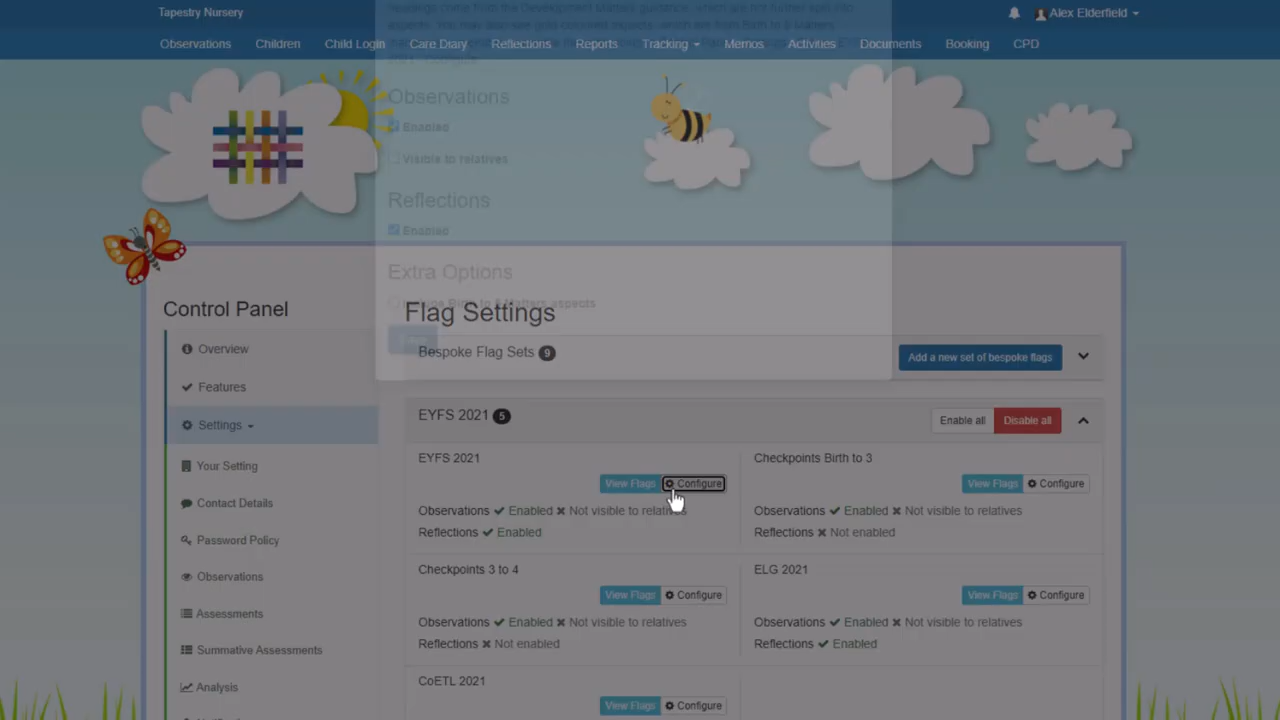 Tapestry Nursery
Alex Elderfield
Observations Children Child Login Care Diary Reflections Reports Tracking Memos Activities Documents Booking CPD
Observations
Enabled
Visible to relatives
Reflections
Enabled
Extra Options
Control Panel
Overview
Features
Settings
Your Setting
Contact Details
Password Policy
Observations
Assessments
Summative Assessments
Analysis
Flag Settings
Bespoke Flag Sets 9
Add a new set of bespoke flags
EYFS 2021 5
Enable all Disable all
EYFS 2021
View Flags Configure
Observations ✔ Enabled ✖ Not visible to relatives
Reflections ✔ Enabled
Checkpoints Birth to 3
View Flags Configure
Observations ✔ Enabled ✖ Not visible to relatives
Reflections ✖ Not enabled
Checkpoints 3 to 4
View Flags Configure
Observations ✔ Enabled ✖ Not visible to relatives
Reflections ✖ Not enabled
ELG 2021
View Flags Configure
Observations ✔ Enabled ✖ Not visible to relatives
Reflections ✔ Enabled
CoETL 2021
View Flags Configure